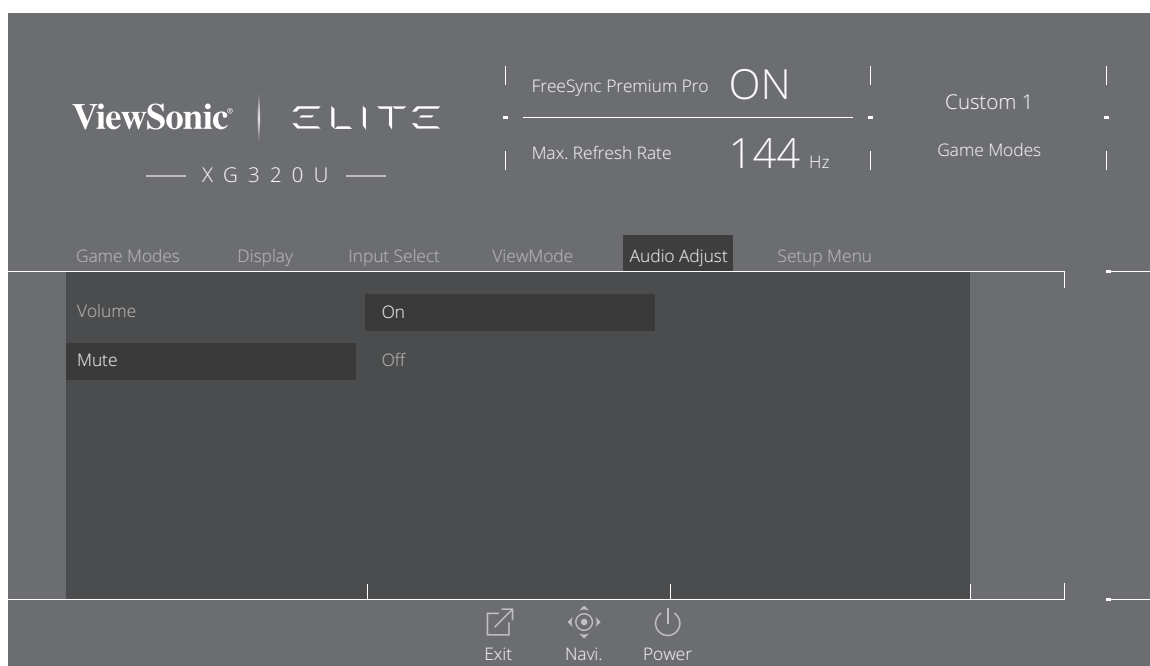 FreeSync Premium Pro ON
ViewSonic® | ELITE
Custom 1
Max. Refresh Rate 144 Hz
Game Modes
XG320U
Game Modes Display Input Select ViewMode Audio Adjust Setup Menu
Volume On
Mute Off
Exit Navi. Power